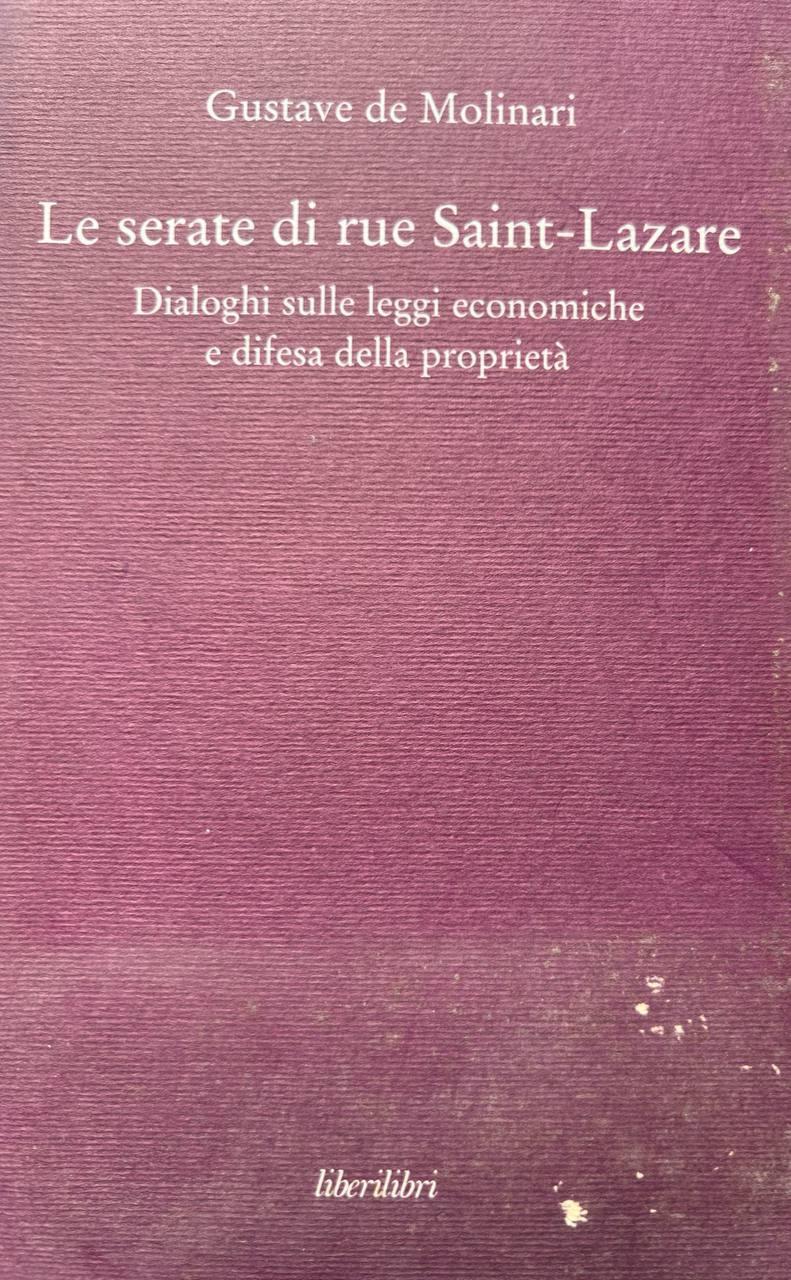 Gustave de Molinari
Le serate di rue Saint-Lazare
Dialoghi sulle leggi economiche
e difesa della proprietà
liberilibri